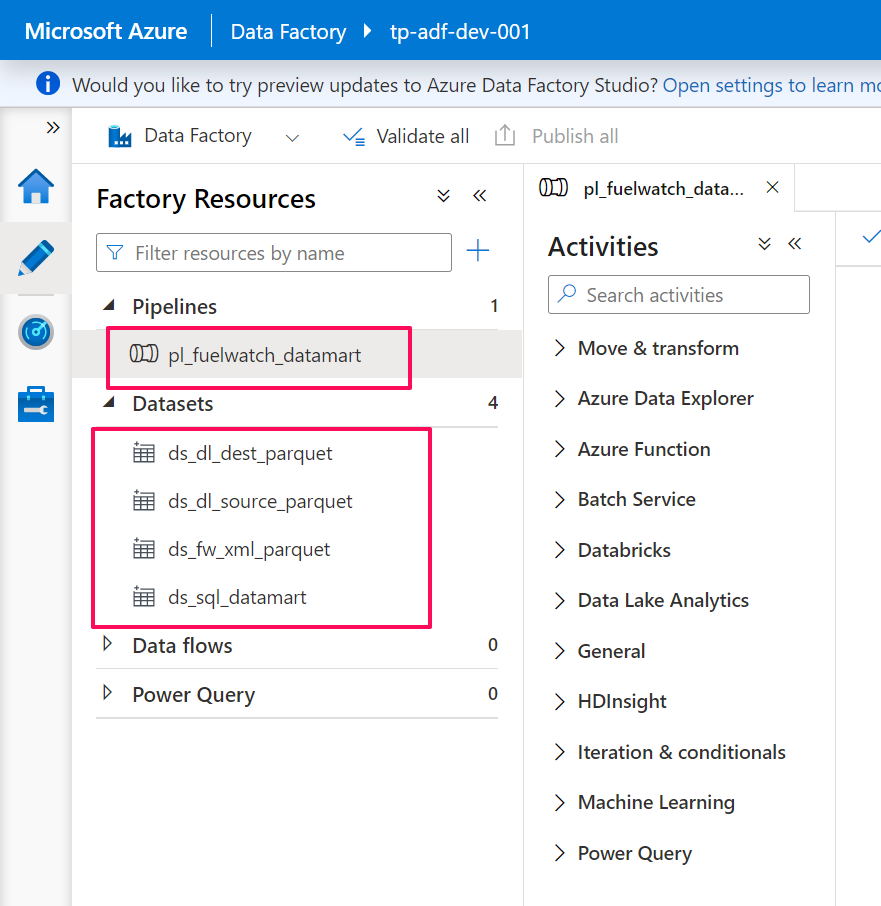 Microsoft Azure Data Factory tp-adf-dev-001
Would you like to try preview updates to Azure Data Factory Studio? Open settings to learn mo
Data Factory Validate all Publish all
Factory Resources
Filter resources by name
Pipelines 1
pl_fuelwatch_datamart
Datasets 4
ds_dl_dest_parquet
ds_dl_source_parquet
ds_fw_xml_parquet
ds_sql_datamart
Data flows 0
Power Query 0
pl_fuelwatch_data...
Activities
Search activities
Move & transform
Azure Data Explorer
Azure Function
Batch Service
Databricks
Data Lake Analytics
General
HDInsight
Iteration & conditionals
Machine Learning
Power Query